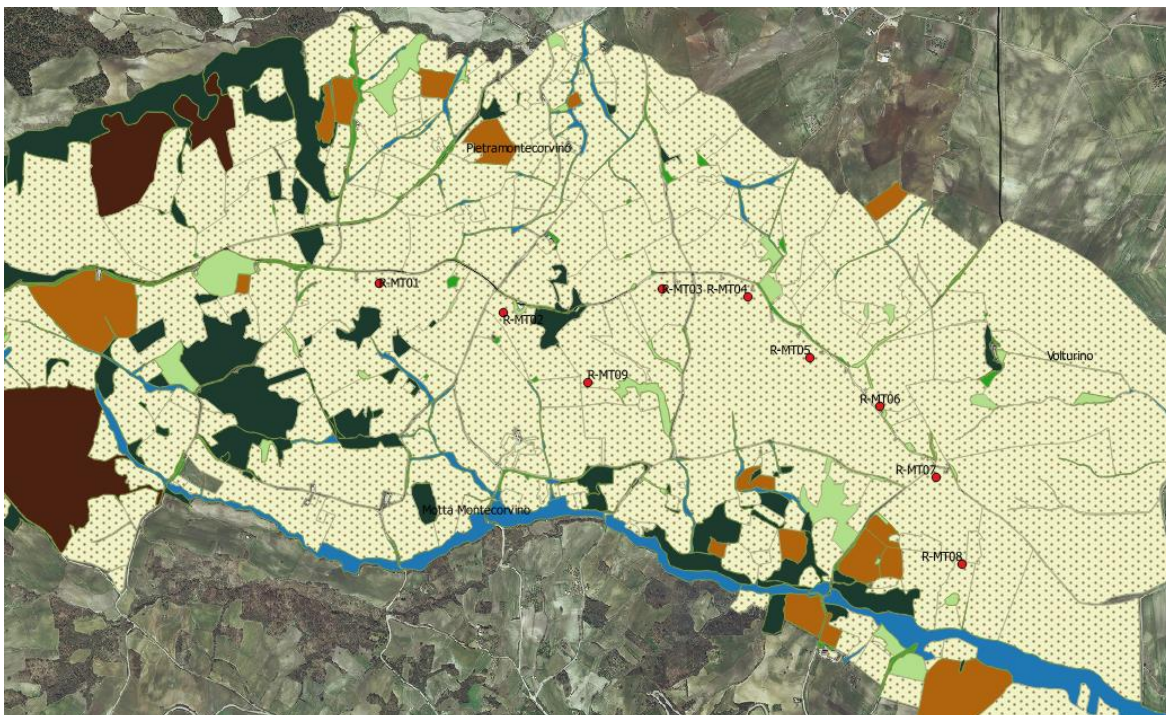 Pietramontecorvino
R-MT01
R-MT03
R-MT04
R-MT02
R-MT05
Volturino
R-MT09
R-MT06
R-MT07
Motta Montecorvino
R-MT08